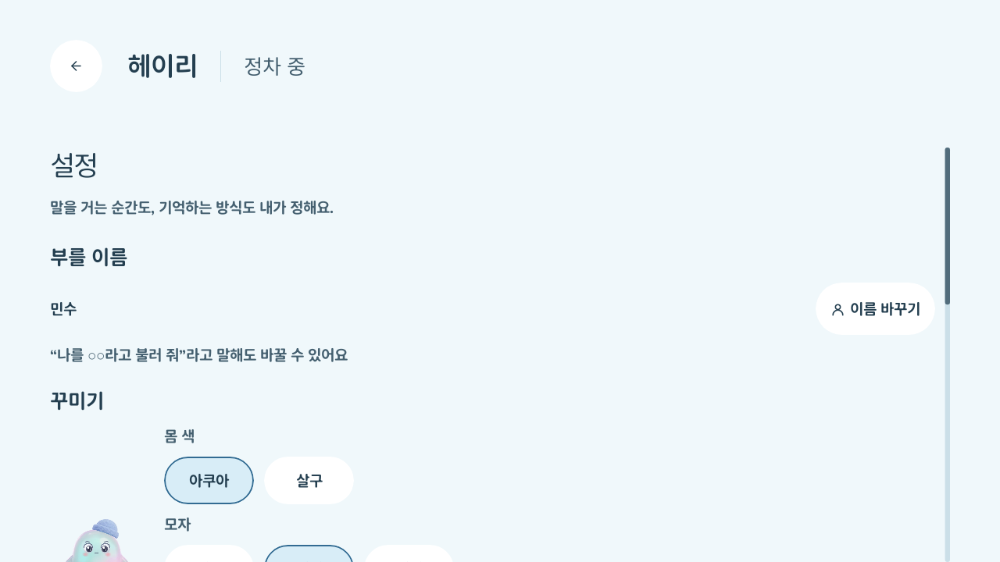 헤이리
정차 중
설정
말을 거는 순간도, 기억하는 방식도 내가 정해요.
부를 이름
민수
이름 바꾸기
“나를 ○○라고 불러 줘”라고 말해도 바꿀 수 있어요
꾸미기
몸 색
아쿠아
살구
모자